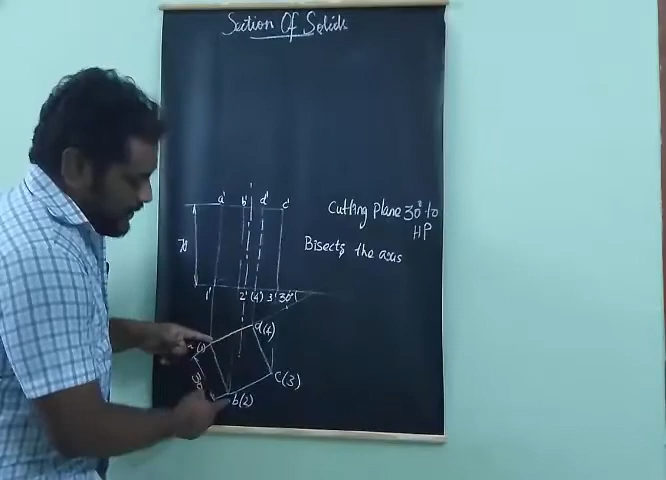 Section Of Solids
a' b' d' c'
Cutting Plane 30° to
HP
Bisects the axis
70
1' 2' (4) 3' 30°
d(4)
c(3)
b(2)